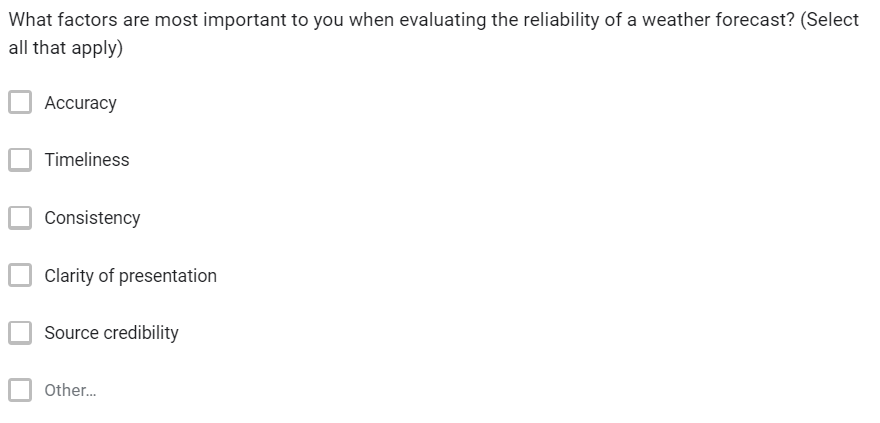 What factors are most important to you when evaluating the reliability of a weather forecast? (Select
all that apply)
Accuracy
Timeliness
Consistency
Clarity of presentation
Source credibility
Other...